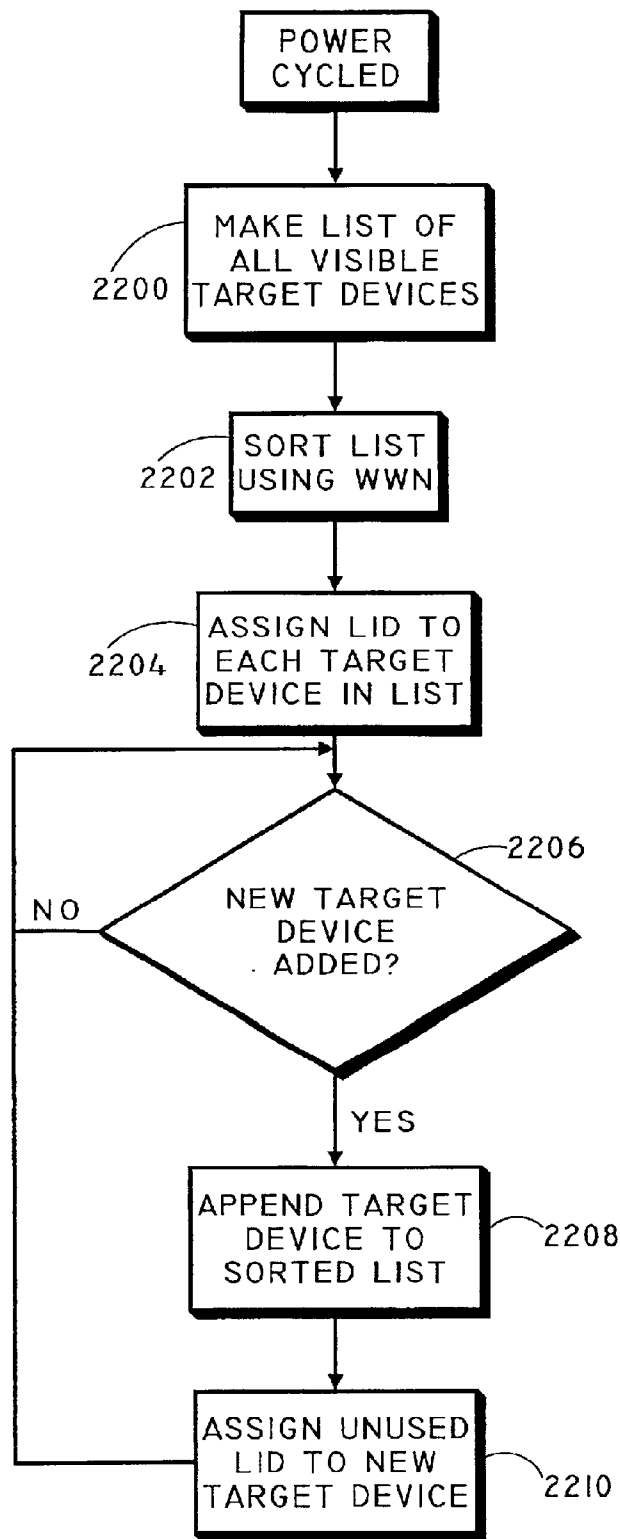 POWER
CYCLED
MAKE LIST OF
ALL VISIBLE
TARGET DEVICES
2200
SORT LIST
USING WWN
2202
ASSIGN LID TO
EACH TARGET
DEVICE IN LIST
2204
2206
NEW TARGET
DEVICE
ADDED?
NO
YES
APPEND TARGET
DEVICE TO
SORTED LIST
2208
ASSIGN UNUSED
LID TO NEW
TARGET DEVICE
2210